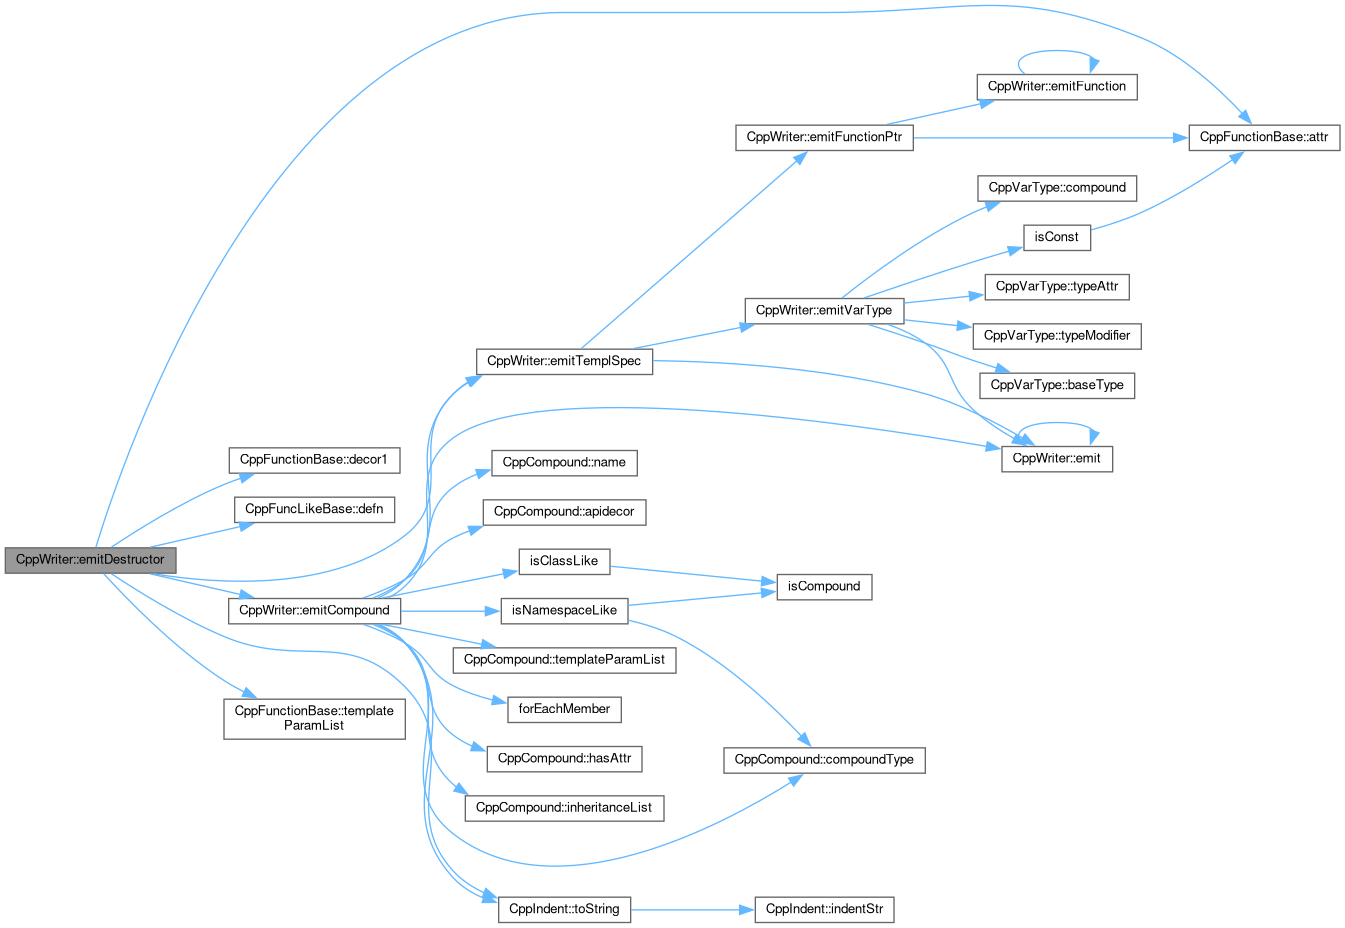 CppWriter::emitFunction
CppWriter::emitFunctionPtr
CppFunctionBase::attr
CppVarType::compound
isConst
CppVarType::typeAttr
CppWriter::emitVarType
CppVarType::typeModifier
CppWriter::emitTemplSpec
CppVarType::baseType
CppFunctionBase::decor1
CppCompound::name
CppWriter::emit
CppFuncLikeBase::defn
CppCompound::apidecor
CppWriter::emitDestructor
isClassLike
isCompound
CppWriter::emitCompound
isNamespaceLike
CppCompound::templateParamList
CppFunctionBase::template
ParamList
forEachMember
CppCompound::hasAttr
CppCompound::compoundType
CppCompound::inheritanceList
CppIndent::toString
CppIndent::indentStr